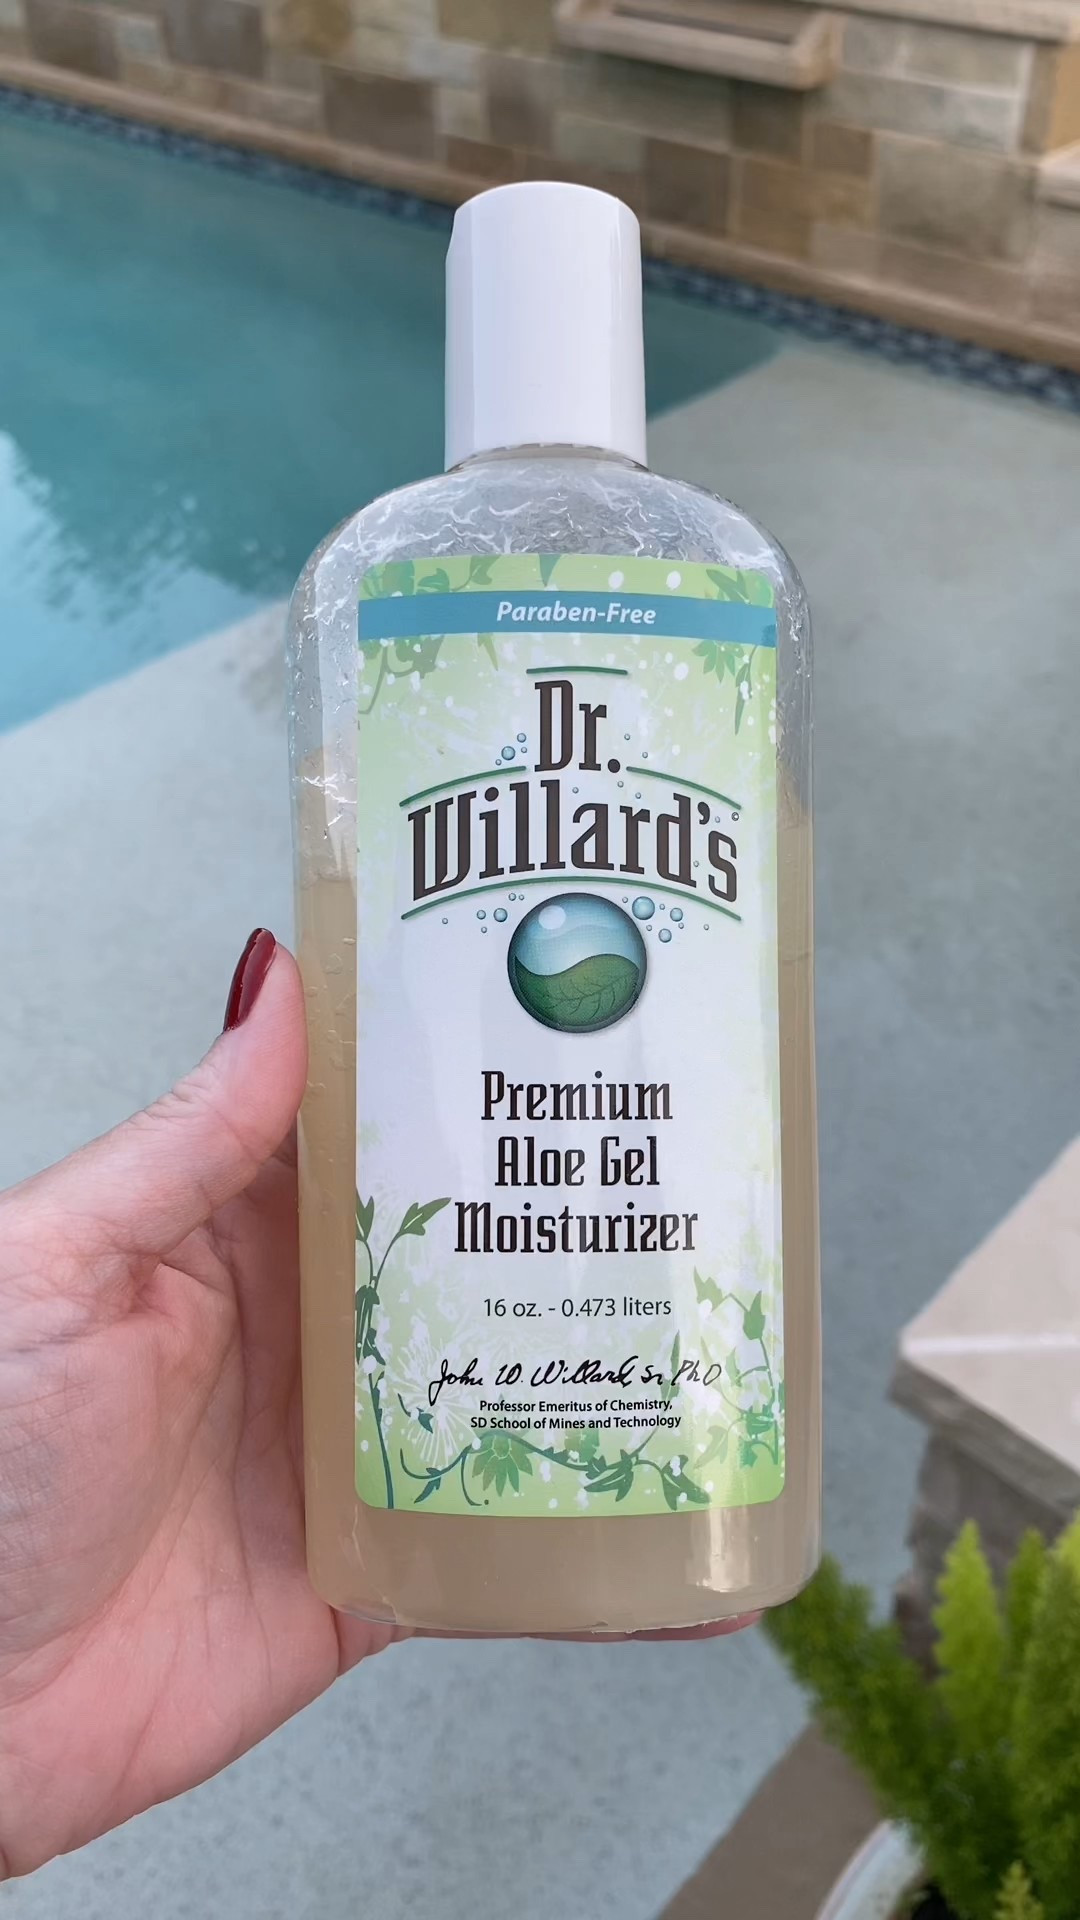 Paraben-Free
Dr.
Willard's©
Premium
Aloe Gel
Moisturizer
16 oz. - 0.473 liters
John W. Willard, Sr PhD
Professor Emeritus of Chemistry,
SD School of Mines and Technology